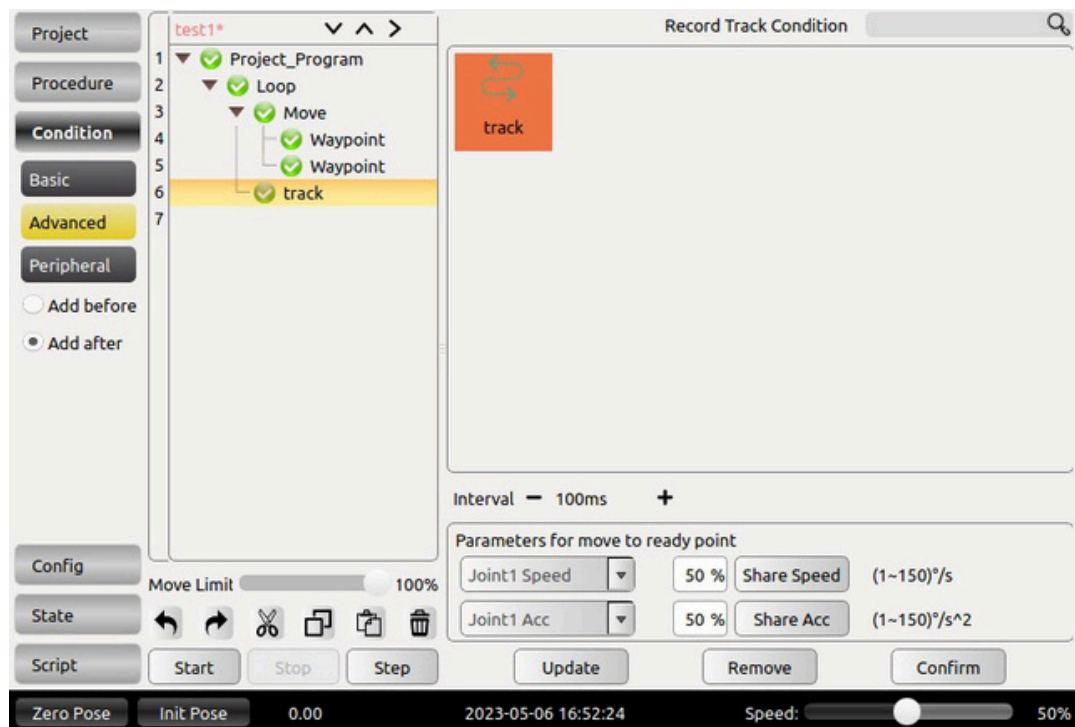 Project
Procedure
Condition
Basic
Advanced
Peripheral
Add before
Add after
Config
State
Script
test1*
1 Project_Program
2 Loop
3 Move
4 Waypoint
5 Waypoint
6 track
7
Move Limit 100%
Start Stop Step
Record Track Condition
track
Interval 100ms
Parameters for move to ready point
Joint1 Speed 50 % Share Speed (1~150)°/s
Joint1 Acc 50 % Share Acc (1~150)°/s^2
Update Remove Confirm
Zero Pose Init Pose 0.00 2023-05-06 16:52:24 Speed: 50%